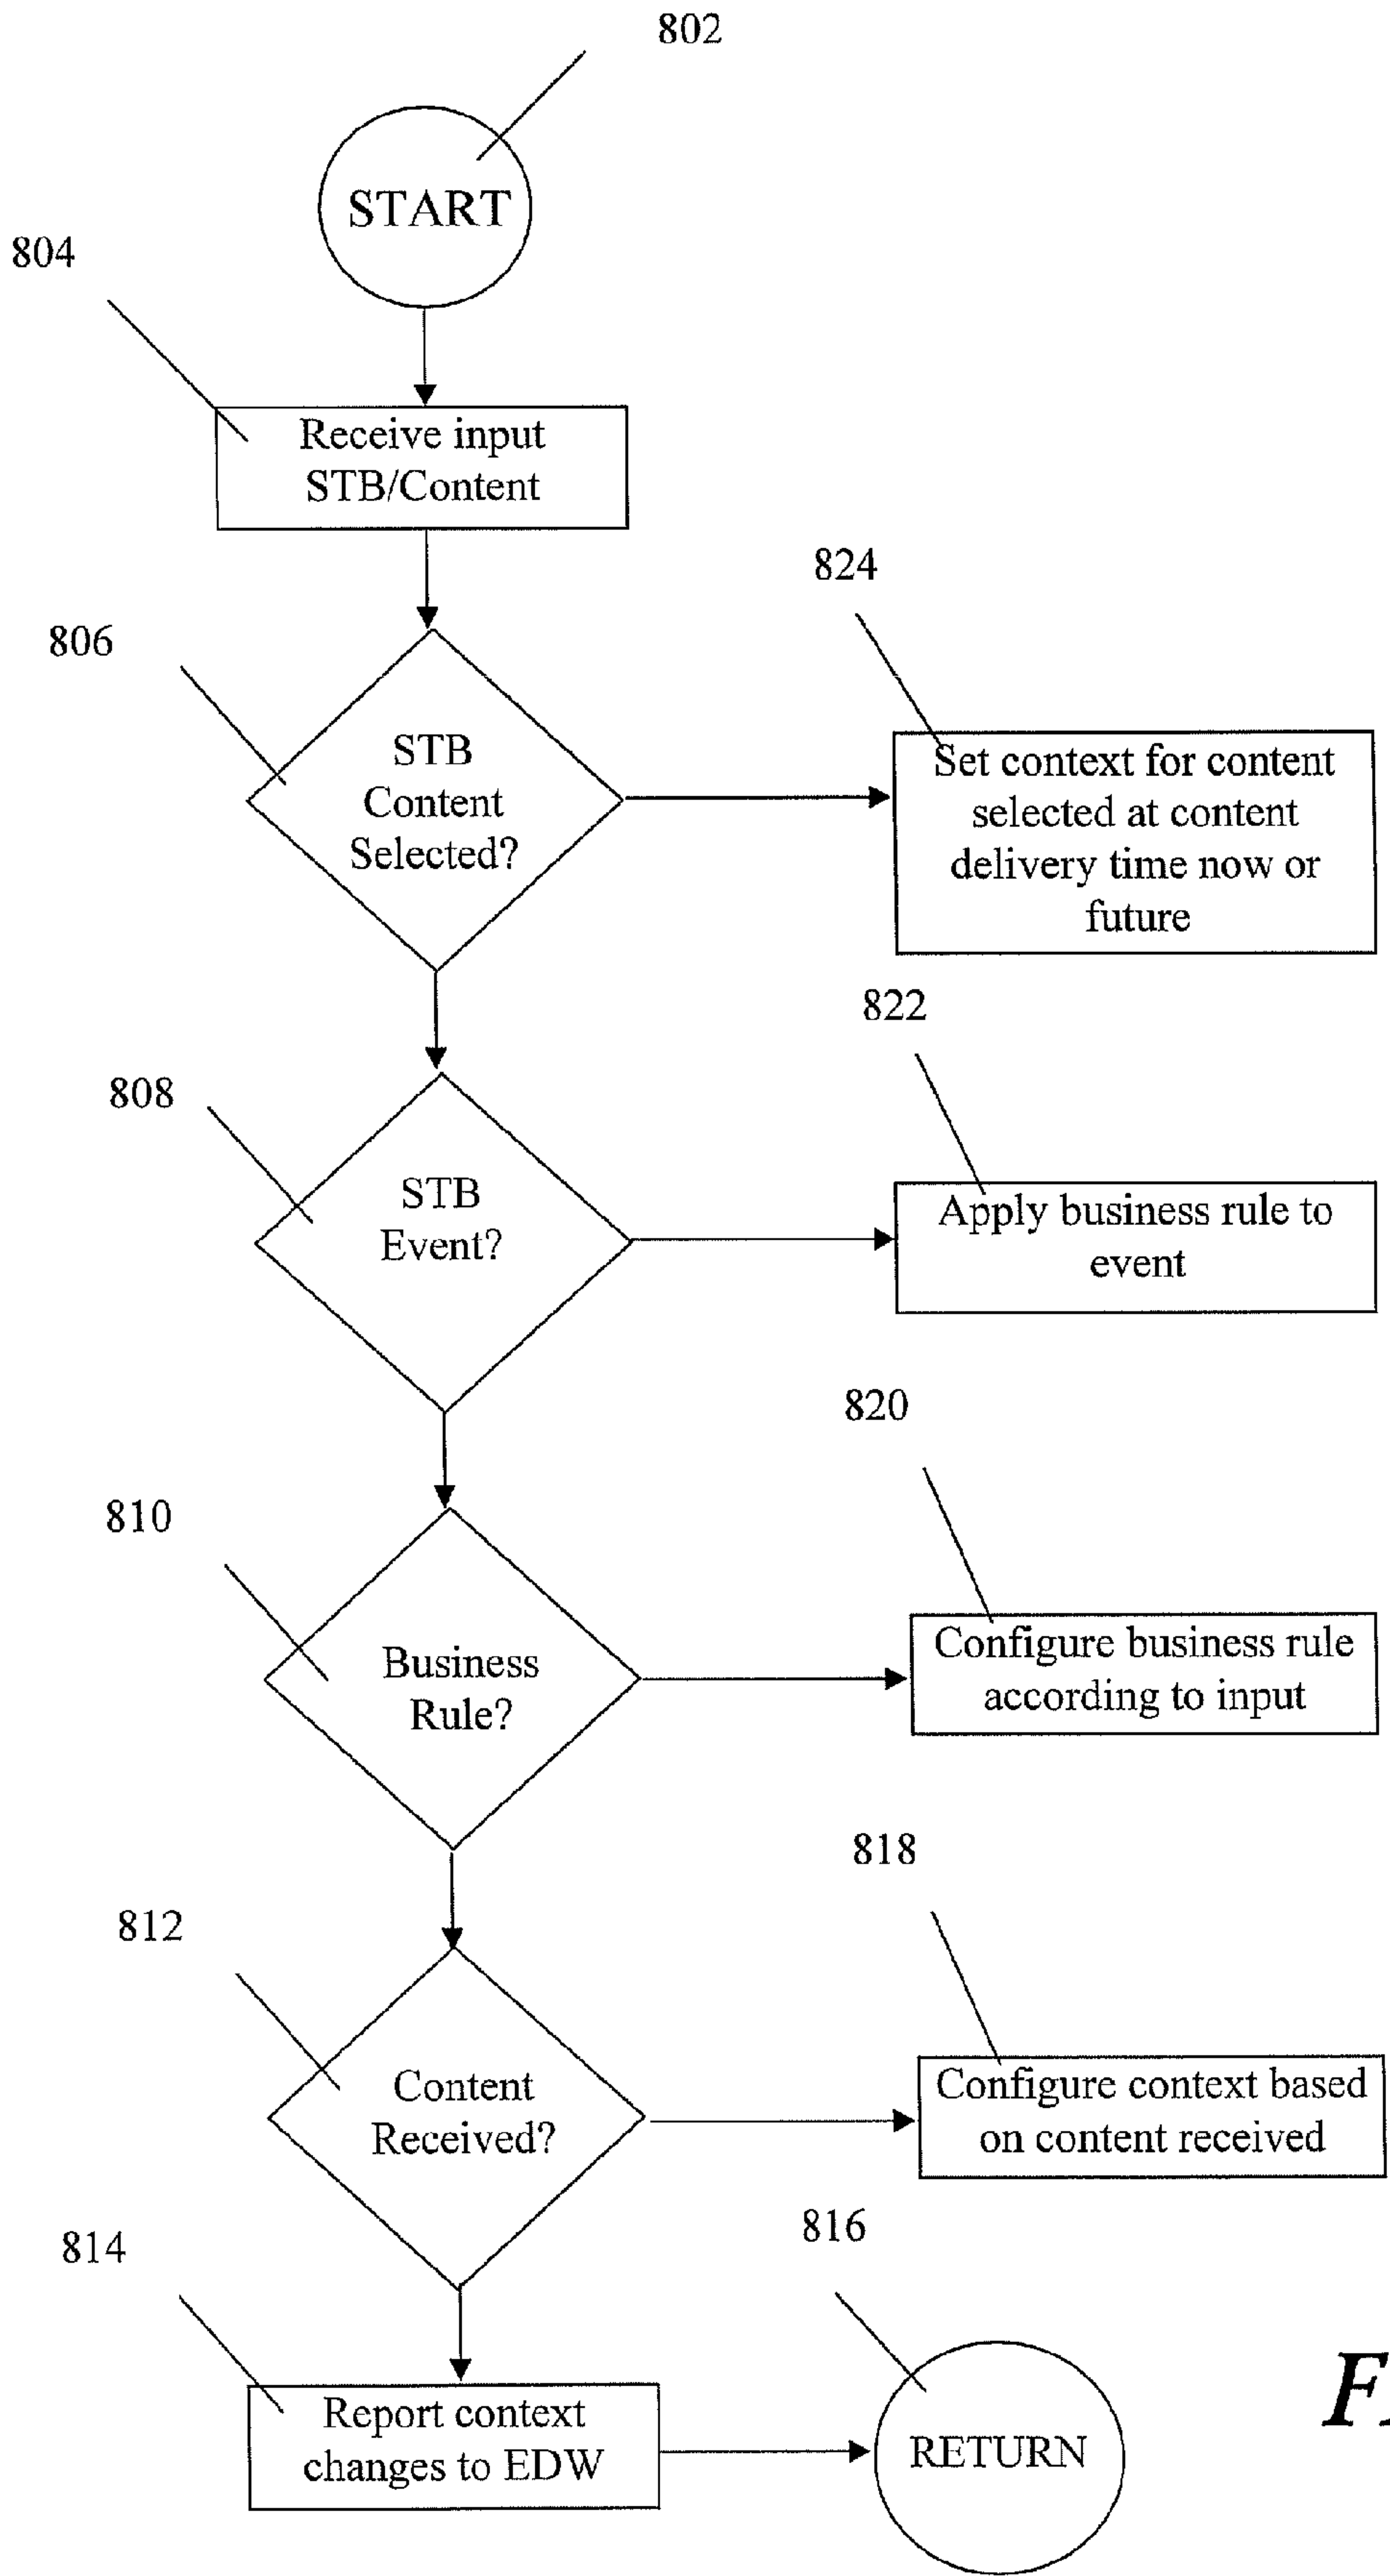 802
START
804
Receive input
STB/Content
824
806
STB
Content
Selected?
Set context for content
selected at content
delivery time now or
future
822
808
STB
Event?
Apply business rule to
event
820
810
Business
Rule?
Configure business rule
according to input
818
812
Content
Received?
Configure context based
on content received
814
816
Report context
changes to EDW
RETURN